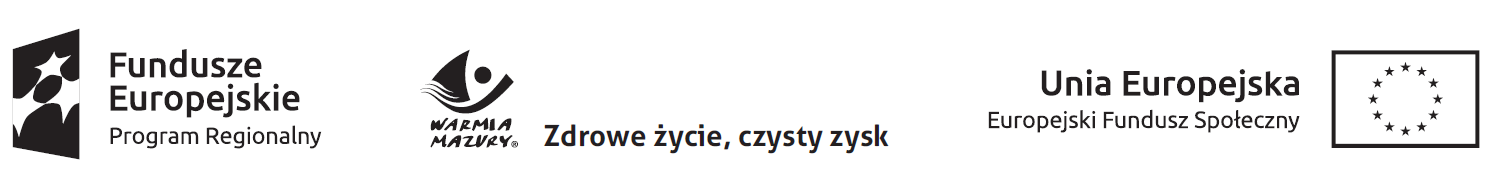 Fundusze
Europejskie
Program Regionalny
WARMIA
MAZURY®
Zdrowe życie, czysty zysk
Unia Europejska
Europejski Fundusz Społeczny